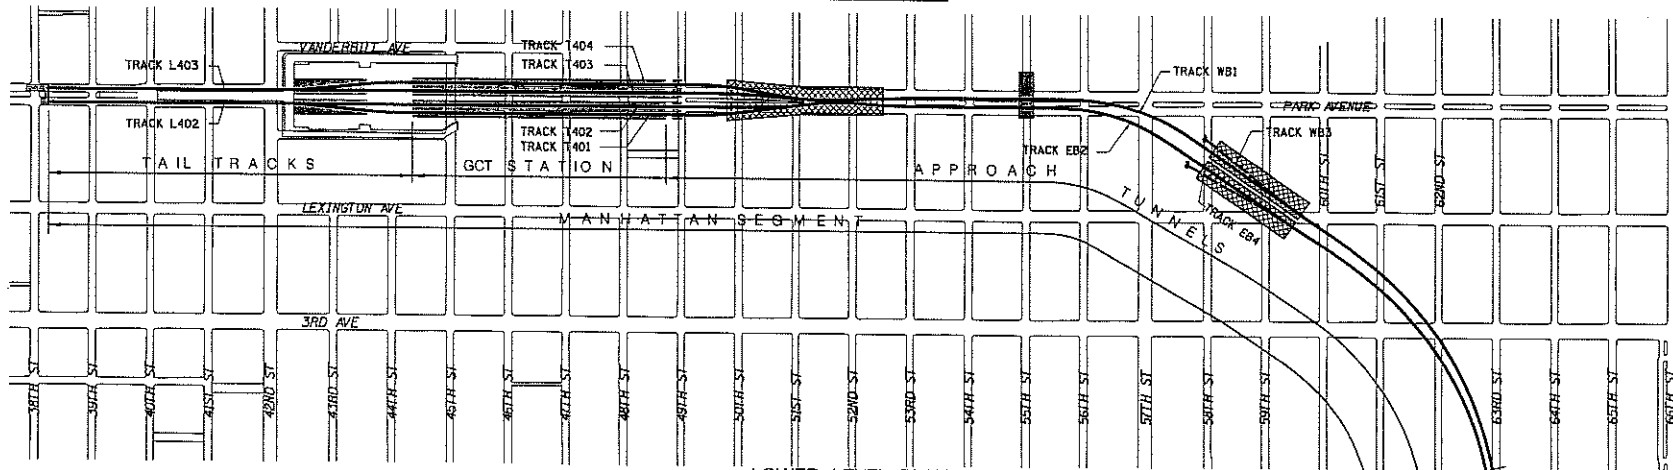 VANDERBILT AVE
TRACK T404
TRACK L403
TRACK T403
TRACK WB1
PARK AVENUE
TRACK L402
TRACK T402
TRACK WB3
TRACK T401
TRACK EB2
TAIL TRACKS
GCT STATION
APPROACH
TUNNELS
60TH ST
61ST ST
62ND ST
LEXINGTON AVE
MANHATTAN SEGMENT
TRACK EB4
3RD AVE
38TH ST
39TH ST
40TH ST
41ST ST
42ND ST
43RD ST
44TH ST
45TH ST
46TH ST
47TH ST
48TH ST
49TH ST
50TH ST
51ST ST
52ND ST
53RD ST
54TH ST
55TH ST
56TH ST
57TH ST
58TH ST
59TH ST
63RD ST
64TH ST
65TH ST
66TH ST